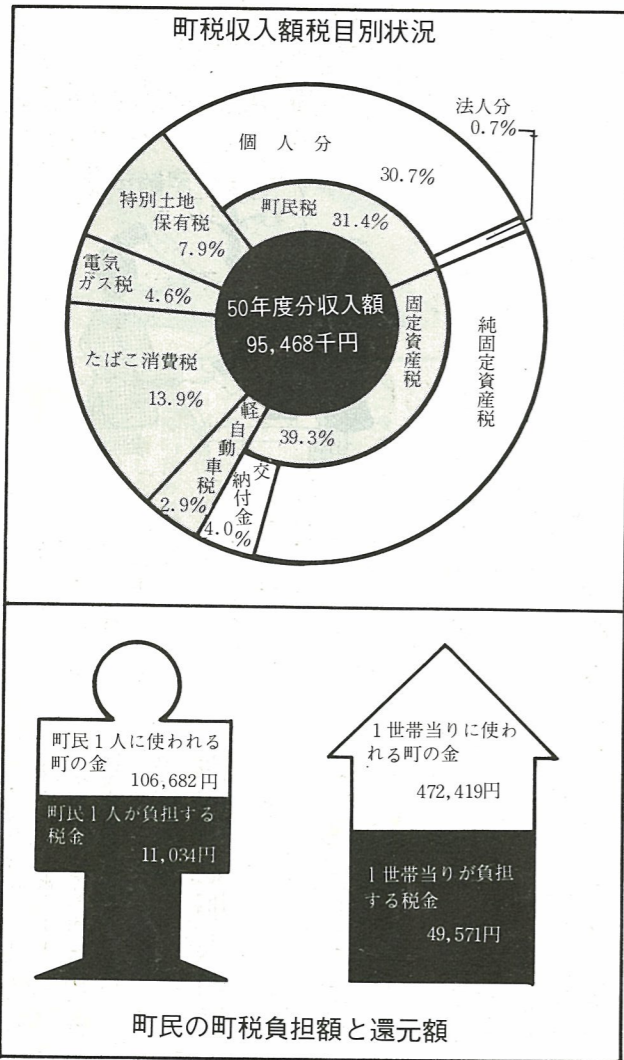 町税収入額税目別状況
法人分
0.7%
個人分
30.7%
特別土地
保有税
7.9%
町民税 31.4%
電気
ガス税
4.6%
50年度分収入額
95,468千円
固定資産税
39.3%
純固定資産税
たばこ消費税
13.9%
軽自動車税
2.9%
交納付金
4.0%
町民1人に使われる
町の金
106,682円
町民1人が負担する
税金
11,034円
1世帯当りに使わ
れる町の金
472,419円
1世帯当りが負担
する税金
49,571円
町民の町税負担額と還元額